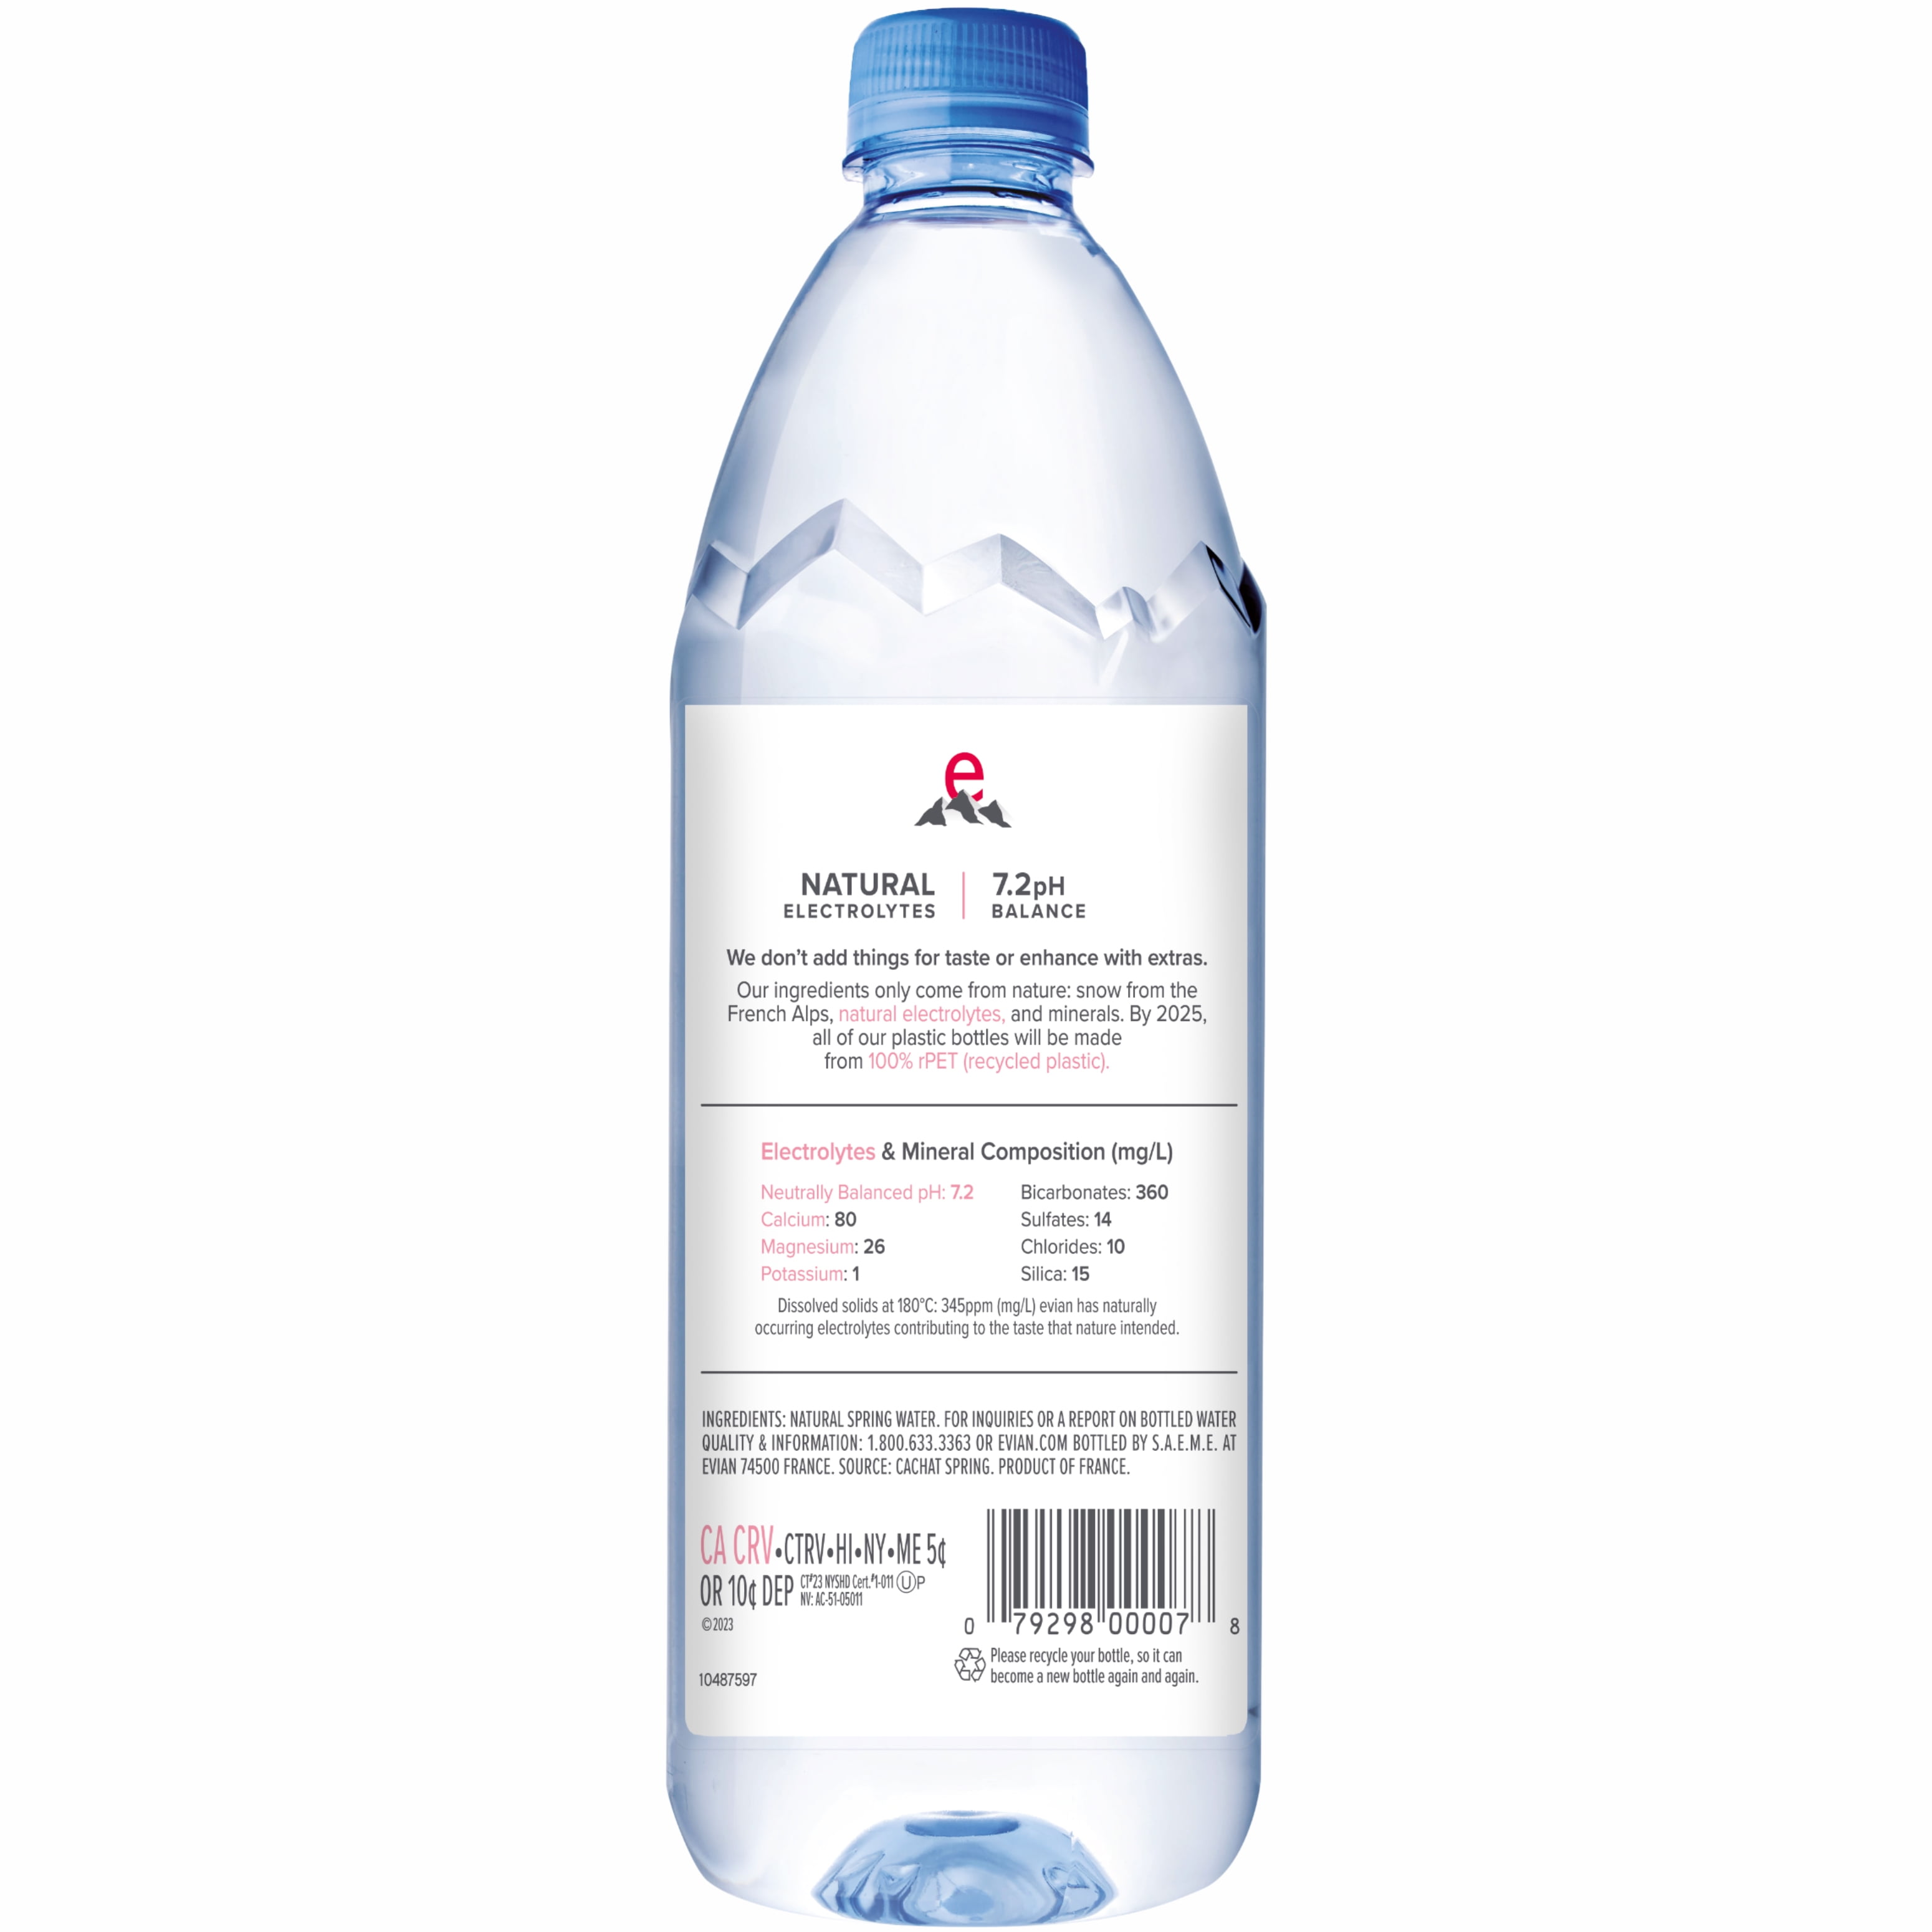 e
NATURAL
ELECTROLYTES
7.2pH
BALANCE
We don't add things for taste or enhance with extras.
Our ingredients only come from nature: snow from the
French Alps, natural electrolytes, and minerals. By 2025,
all of our plastic bottles will be made
from 100% rPET (recycled plastic).
Electrolytes & Mineral Composition (mg/L)
Neutrally Balanced pH: 7.2
Calcium: 80
Magnesium: 26
Potassium: 1
Bicarbonates: 360
Sulfates: 14
Chlorides: 10
Silica: 15
Dissolved solids at 180°C: 345ppm (mg/L) evian has naturally
occurring electrolytes contributing to the taste that nature intended.
INGREDIENTS: NATURAL SPRING WATER. FOR INQUIRIES OR A REPORT ON BOTTLED WATER
QUALITY & INFORMATION: 1.800.633.3363 OR EVIAN.COM BOTTLED BY S.A.E.M.E. AT
EVIAN 74500 FRANCE. SOURCE: CACHAT SPRING. PRODUCT OF FRANCE.
CA CRV•CTRV•HI•NY•ME 5¢
OR 10¢ DEP
CT#23 NYSHD Cert.#1-011 Ⓤ P
NV: AC-51-05011
©2023
10487597
0 79298 00007 8
Please recycle your bottle, so it can
become a new bottle again and again.